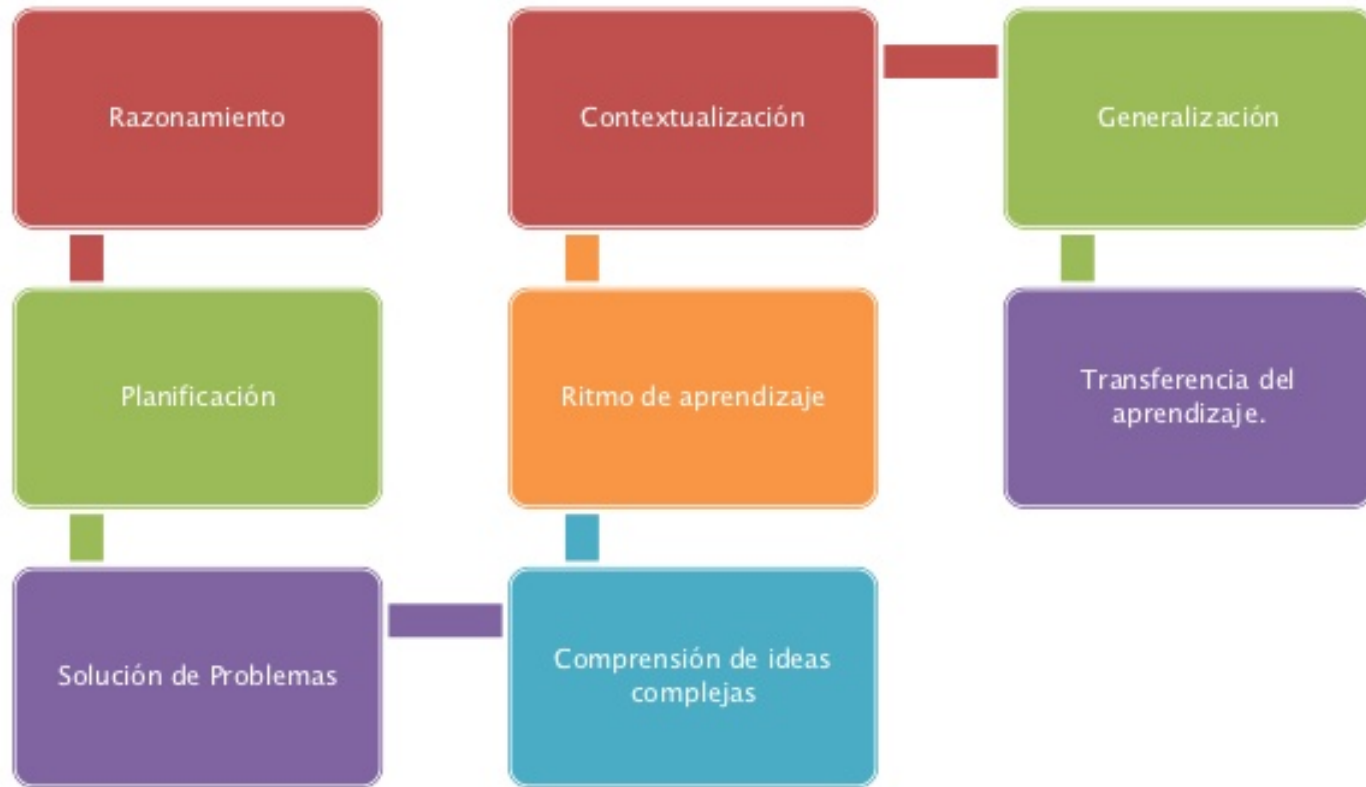 Razonamiento
Planificación
Solución de Problemas
Comprensión de ideas
complejas
Ritmo de aprendizaje
Contextualización
Generalización
Transferencia del
aprendizaje.